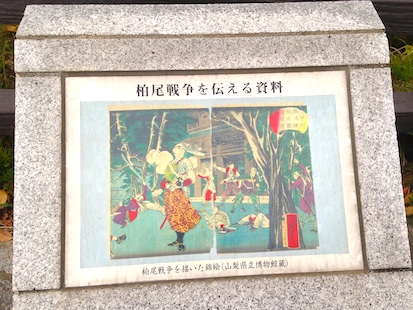 柏尾戦争を伝える資料
柏尾戦争を描いた錦絵(山梨県立博物館蔵)